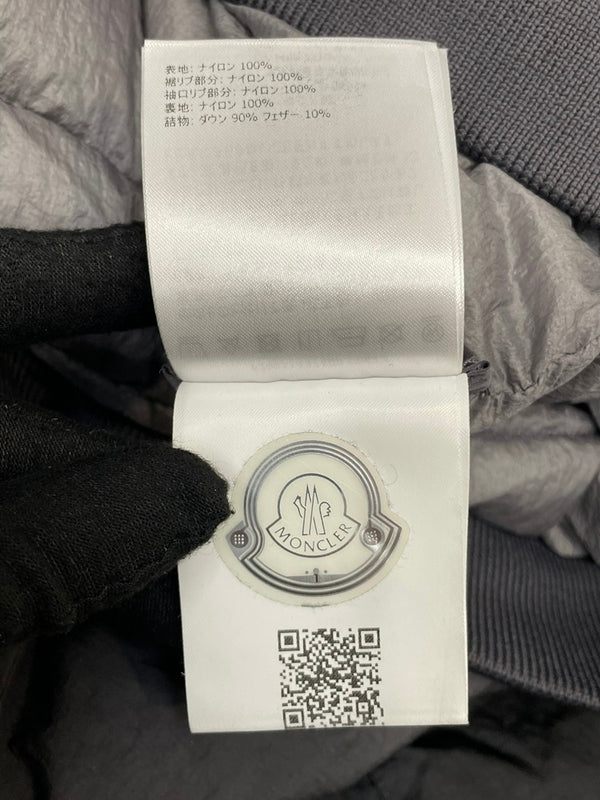 表地: ナイロン 100%
裾リブ部分: ナイロン 100%
袖口リブ部分: ナイロン 100%
裏地: ナイロン 100%
詰物: ダウン 90% フェザー 10%
MONCLER
1